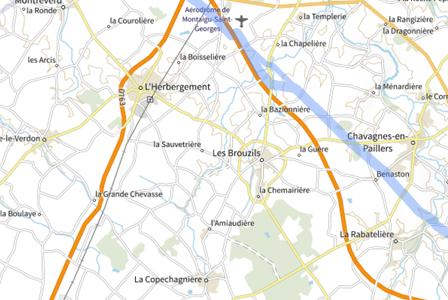 Montréverd
la Ronde
la Courolière
Aérodrome de
Montaigu-Saint-
Georges
la Templerie
la Rangizière
la Dragonnière
la Chapelière
les Arcis
la Boisselière
D763
L'Herbergement
la Ménardière
la Bazlonnière
le-Verdon
la Sauvetrière
Les Brouzils
la Guère
Chavagnes-en-
Paillers
Benaston
la Grande Chevasse
la Chemairère
la Boulaye
l'Amiaudière
La Rabatelière
La Copechagnière